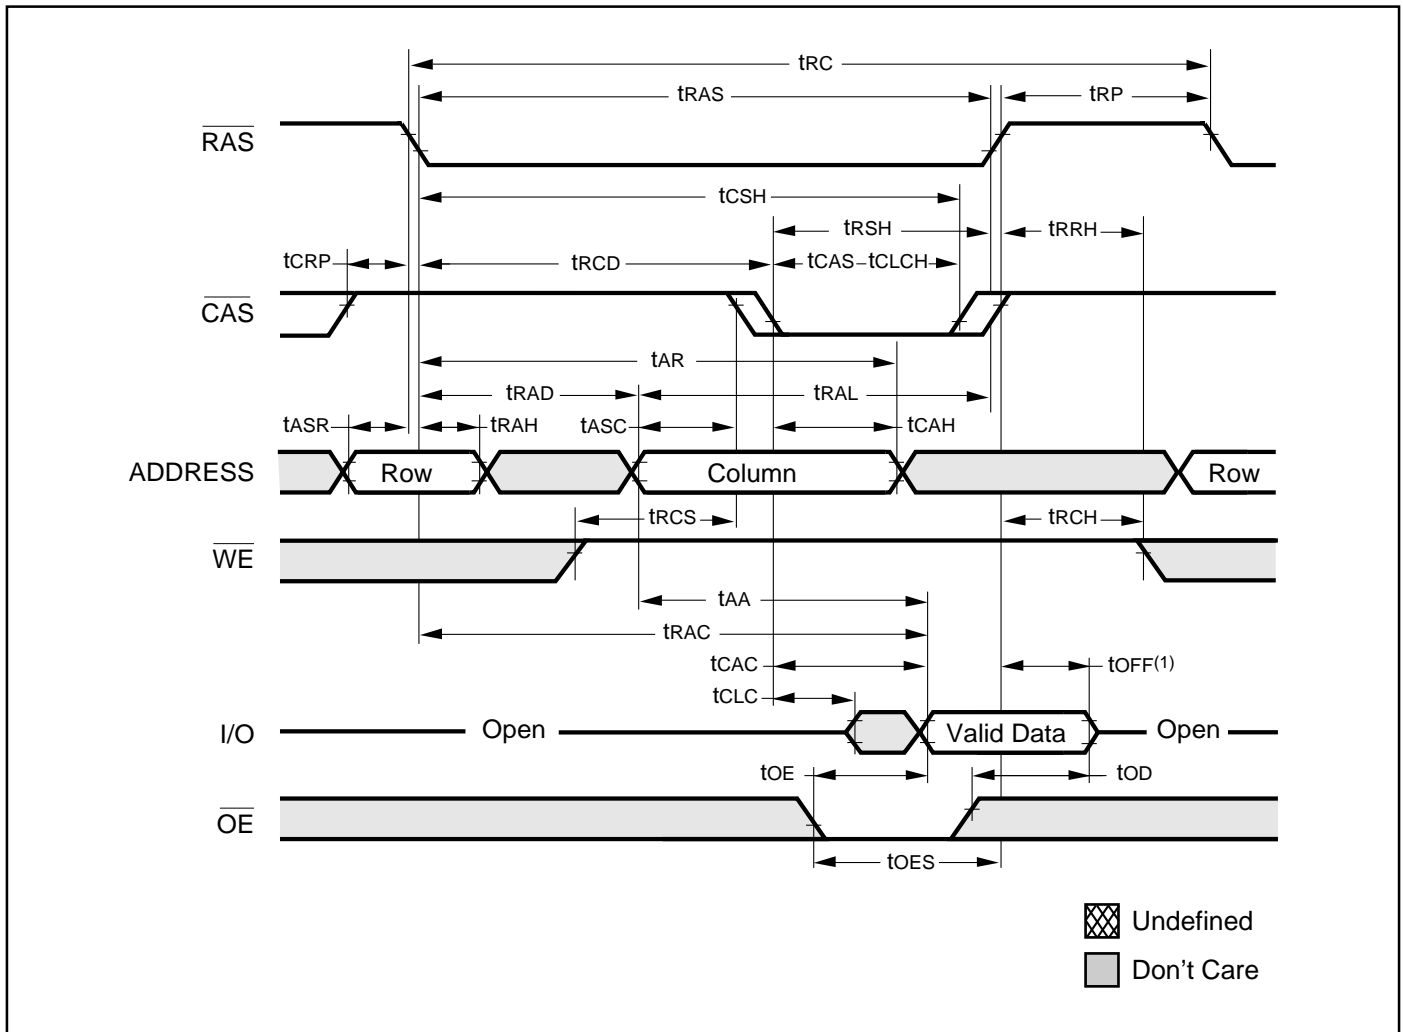 tRC
tRAS
tRP
RAS
tCSH
tRSH
tRRH
tCRP
tRCD
tCAS
tCLCH
CAS
tAR
tRAD
tRAL
tASR
tRAH
tASC
tCAH
ADDRESS
Row
Column
Row
tRCS
tRCH
WE
tAA
tRAC
tCAC
tOFF(1)
tCLC
I/O
Open
Valid Data
Open
tOE
tOD
OE
tOES
Undefined
Don't Care